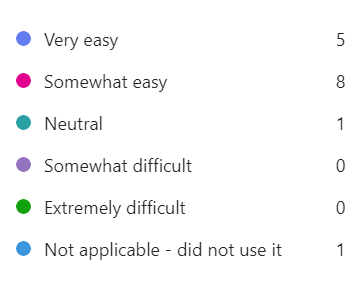 Very easy 5
Somewhat easy 8
Neutral 1
Somewhat difficult 0
Extremely difficult 0
Not applicable - did not use it 1